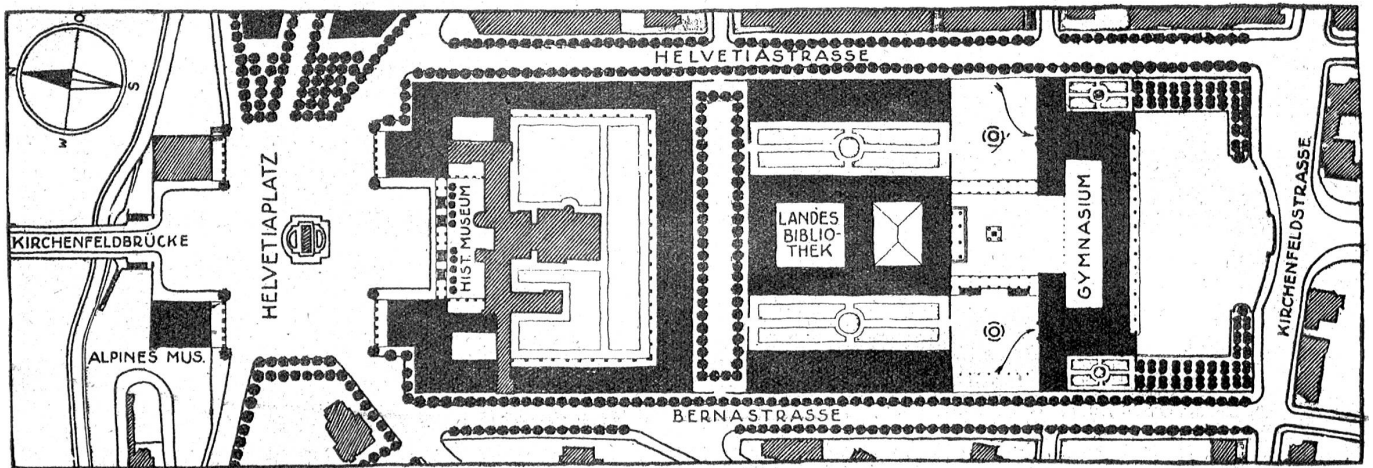 O
N
S
W
HELVETIASTRASSE
HELVETIAPLATZ
HIST. MUSEUM
LANDES
BIBLIO-
THEK
GYMNASIUM
KIRCHENFELDSTRASSE
KIRCHENFELDBRÜCKE
ALPINES MUS.
BERNASTRASSE